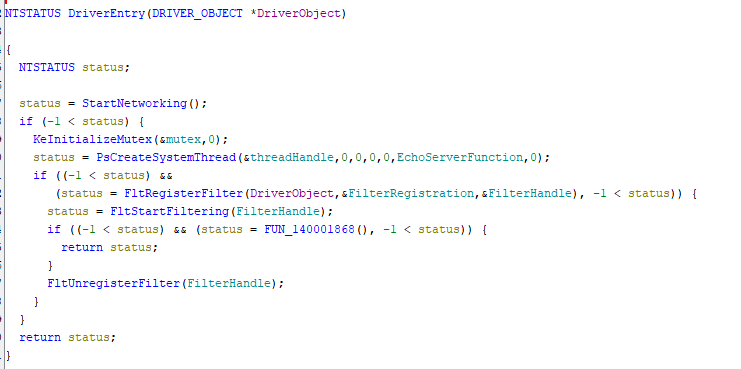 NTSTATUS DriverEntry(DRIVER_OBJECT *DriverObject)
{
NTSTATUS status;
status = StartNetworking();
if (-1 < status) {
KeInitializeMutex(&mutex,0);
status = PsCreateSystemThread(&threadHandle,0,0,0,0,EchoServerFunction,0);
if ((-1 < status) &&
(status = FltRegisterFilter(DriverObject,&FilterRegistration,&FilterHandle), -1 < status)) {
status = FltStartFiltering(FilterHandle);
if ((-1 < status) && (status = FUN_140001868(), -1 < status)) {
return status;
}
FltUnregisterFilter(FilterHandle);
}
}
return status;
}